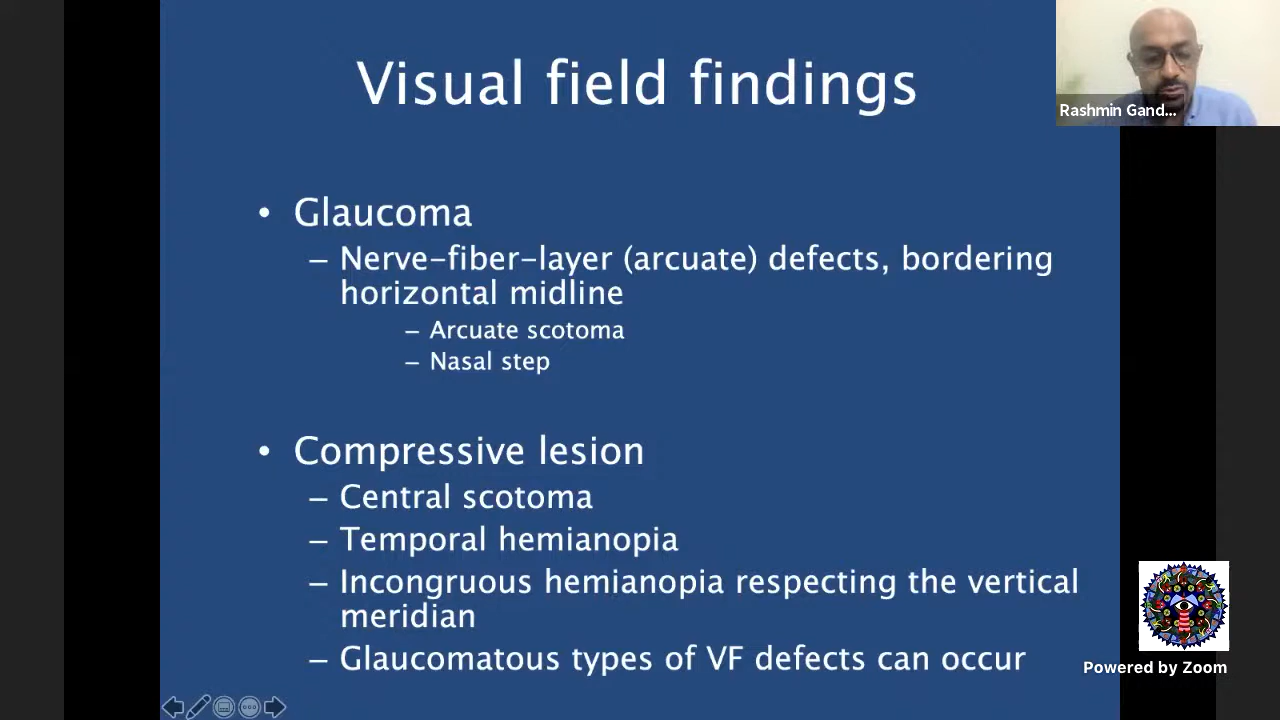 Visual field findings
Rashmin Gand...
• Glaucoma
– Nerve-fiber-layer (arcuate) defects, bordering
horizontal midline
– Arcuate scotoma
– Nasal step
• Compressive lesion
– Central scotoma
– Temporal hemianopia
– Incongruous hemianopia respecting the vertical
meridian
– Glaucomatous types of VF defects can occur
Powered by Zoom